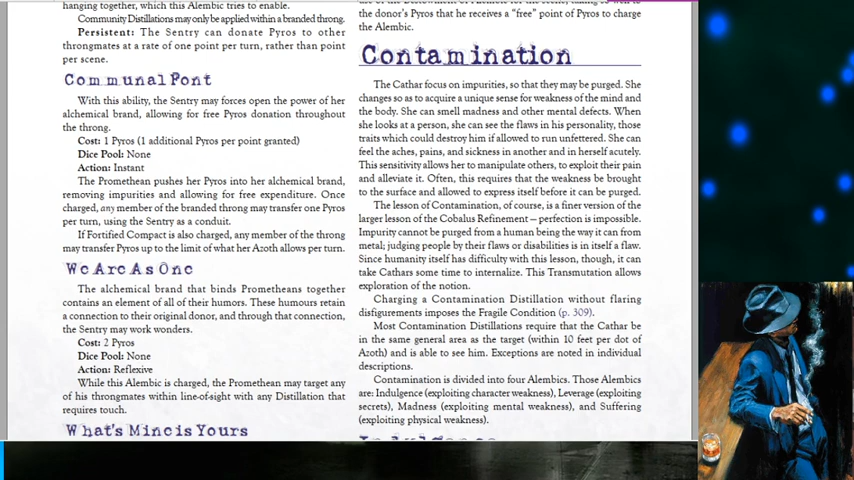 hanging together, which this Alembic tries to enable.
Community Distillations may only be applied within a branded throng.
Persistent: The Sentry can donate Pyros to other
throngmates at a rate of one point per turn, rather than point
per scene.
Communal Font
With this ability, the Sentry may forces open the power of her
alchemical brand, allowing for free Pyros donation throughout
the throng.
Cost: 1 Pyros (1 additional Pyros per point granted)
Dice Pool: None
Action: Instant
The Promethean pushes her Pyros into her alchemical brand,
removing impurities and allowing for free expenditure. Once
charged, any member of the branded throng may transfer one Pyros
per turn, using the Sentry as a conduit.
If Fortified Compact is also charged, any member of the throng
may transfer Pyros up to the limit of what her Azoth allows per turn.
We Are As One
The alchemical brand that binds Prometheans together
contains an element of all of their humors. These humours retain
a connection to their original donor, and through that connection,
the Sentry may work wonders.
Cost: 2 Pyros
Dice Pool: None
Action: Reflexive
While this Alembic is charged, the Promethean may target any
of his throngmates within line-of-sight with any Distillation that
requires touch.
What's Mine is Yours
the donor's Pyros that he receives a "free" point of Pyros to charge
the Alembic.
Contamination
The Cathar focus on impurities, so that they may be purged. She
changes so as to acquire a unique sense for weakness of the mind and
the body. She can smell madness and other mental defects. When
she looks at a person, she can see the flaws in his personality, those
traits which could destroy him if allowed to run unfettered. She can
feel the aches, pains, and sickness in another and in herself acutely.
This sensitivity allows her to manipulate others, to exploit their pain
and alleviate it. Often, this requires that the weakness be brought
to the surface and allowed to express itself before it can be purged.
The lesson of Contamination, of course, is a finer version of the
larger lesson of the Cobalus Refinement – perfection is impossible.
Impurity cannot be purged from a human being the way it can from
metal; judging people by their flaws or disabilities is in itself a flaw.
Since humanity itself has difficulty with this lesson, though, it can
take Cathars some time to internalize. This Transmutation allows
exploration of the notion.
Charging a Contamination Distillation without flaring
disfigurements imposes the Fragile Condition (p. 309).
Most Contamination Distillations require that the Cathar be
in the same general area as the target (within 10 feet per dot of
Azoth) and is able to see him. Exceptions are noted in individual
descriptions.
Contamination is divided into four Alembics. Those Alembics
are: Indulgence (exploiting character weakness), Leverage (exploiting
secrets), Madness (exploiting mental weakness), and Suffering
(exploiting physical weakness).